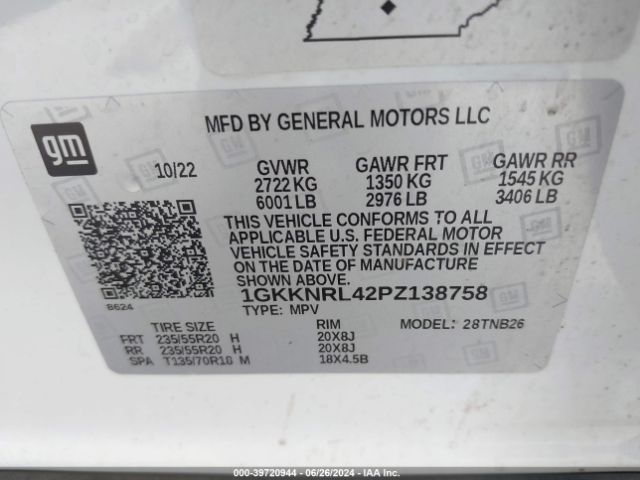 MFD BY GENERAL MOTORS LLC
gm
10/22 GVWR GAWR FRT GAWR RR
2722 KG 1350 KG 1545 KG
6001 LB 2976 LB 3406 LB
THIS VEHICLE CONFORMS TO ALL
APPLICABLE U.S. FEDERAL MOTOR
VEHICLE SAFETY STANDARDS IN EFFECT
ON THE DATE OF MANUFACTURE
SHOWN ABOVE.
1GKKNRL42PZ138758
8624
TYPE: MPV MODEL: 28TNB26
TIRE SIZE RIM
FRT 235/55R20 H 20X8J
RR 235/55R20 H 20X8J
SPA T135/70R18 M 18X4.5B
000-39720944 - 06/26/2024 - IAA Inc.